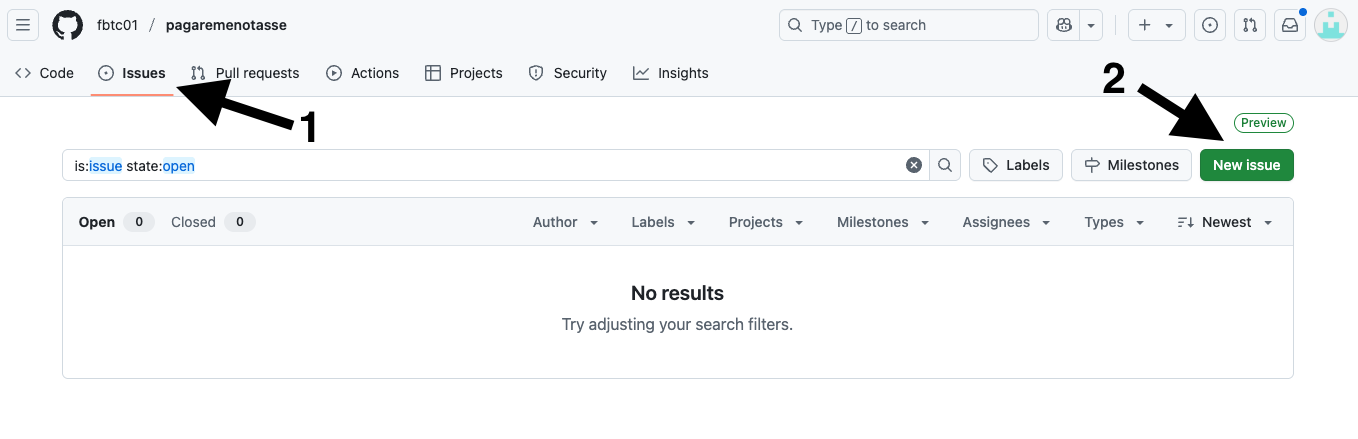 fbtc01 / pagaremenotasse
Type / to search
Code Issues Pull requests Actions Projects Security Insights
1
2
Preview
is:issue state:open
Labels Milestones New issue
Open 0 Closed 0 Author Labels Projects Milestones Assignees Types Newest
No results
Try adjusting your search filters.